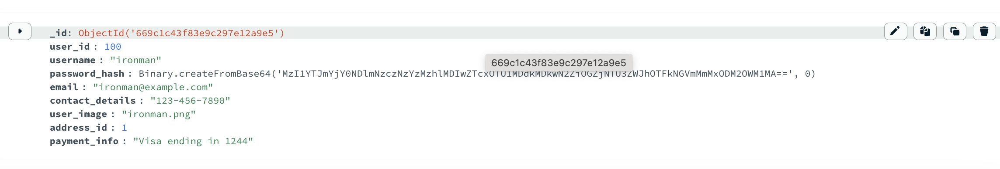 _id: ObjectId('669c1c43f83e9c297e12a9e5')
user_id : 100
username : "ironman"
669c1c43f83e9c297e12a9e5
password_hash : Binary.createFromBase64('
', 0)
email : "ironman@example.com"
contact_details : "123-456-7890"
user_image : "ironman.png"
address_id : 1
payment_info : "Visa ending in 1244"